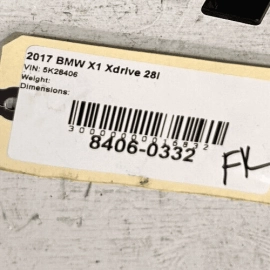 2017 BMW X1 Xdrive 28i
VIN: 5K28406
Weight:
Dimensions:
8406-0332
FK